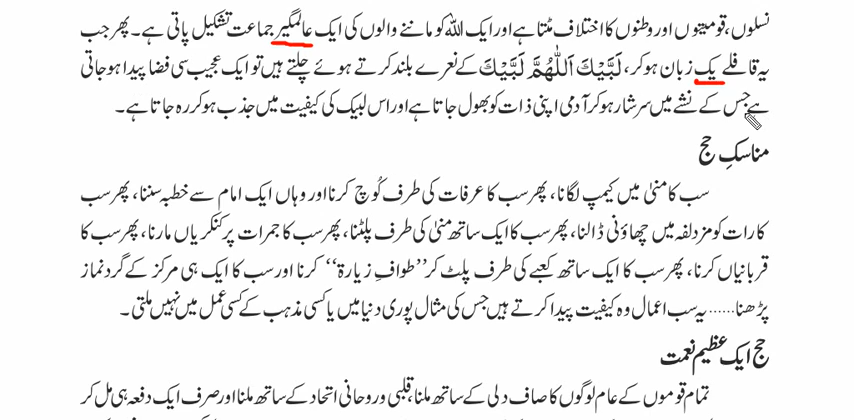 نسلوں، قومیتوں اور وطنوں کا اختلاف مٹتا ہے اور ایک اللہ کو ماننے والوں کی ایک عالمگیر جماعت تشکیل پاتی ہے۔ پھر جب
یہ قافلے یک زبان ہو کر، لَبَّيْكَ اَللّٰهُمَّ لَبَّيْكَ کے نعرے بلند کرتے ہوئے چلتے ہیں تو ایک عجیب سی فضا پیدا ہو جاتی
ہے جس کے نشے میں سرشار ہو کر آدمی اپنی ذات کو بھول جاتا ہے اور اس لبیک کی کیفیت میں جذب ہو کر رہ جاتا ہے۔
مناسکِ حج
سب کا منیٰ میں کیمپ لگانا، پھر سب کا عرفات کی طرف کُوچ کرنا اور وہاں ایک امام سے خطبہ سننا، پھر سب
کا رات کو مزدلفہ میں چھاؤنی ڈالنا، پھر سب کا ایک ساتھ منیٰ کی طرف پلٹنا، پھر سب کا جمرات پر کنکریاں مارنا، پھر سب کا
قربانیاں کرنا، پھر سب کا ایک ساتھ کعبے کی طرف پلٹ کر ”طوافِ زیارۃ“ کرنا اور سب کا ایک ہی مرکز کے گرد نماز
پڑھنا...... یہ سب اعمال وہ کیفیت پیدا کرتے ہیں جس کی مثال پوری دنیا میں یا کسی مذہب کے کسی عمل میں نہیں ملتی۔
حج ایک عظیم نعمت
تمام قوموں کے عام لوگوں کا صاف دلی کے ساتھ ملنا، قلبی و روحانی اتحاد کے ساتھ ملنا اور صرف ایک دفعہ ہی مل کر